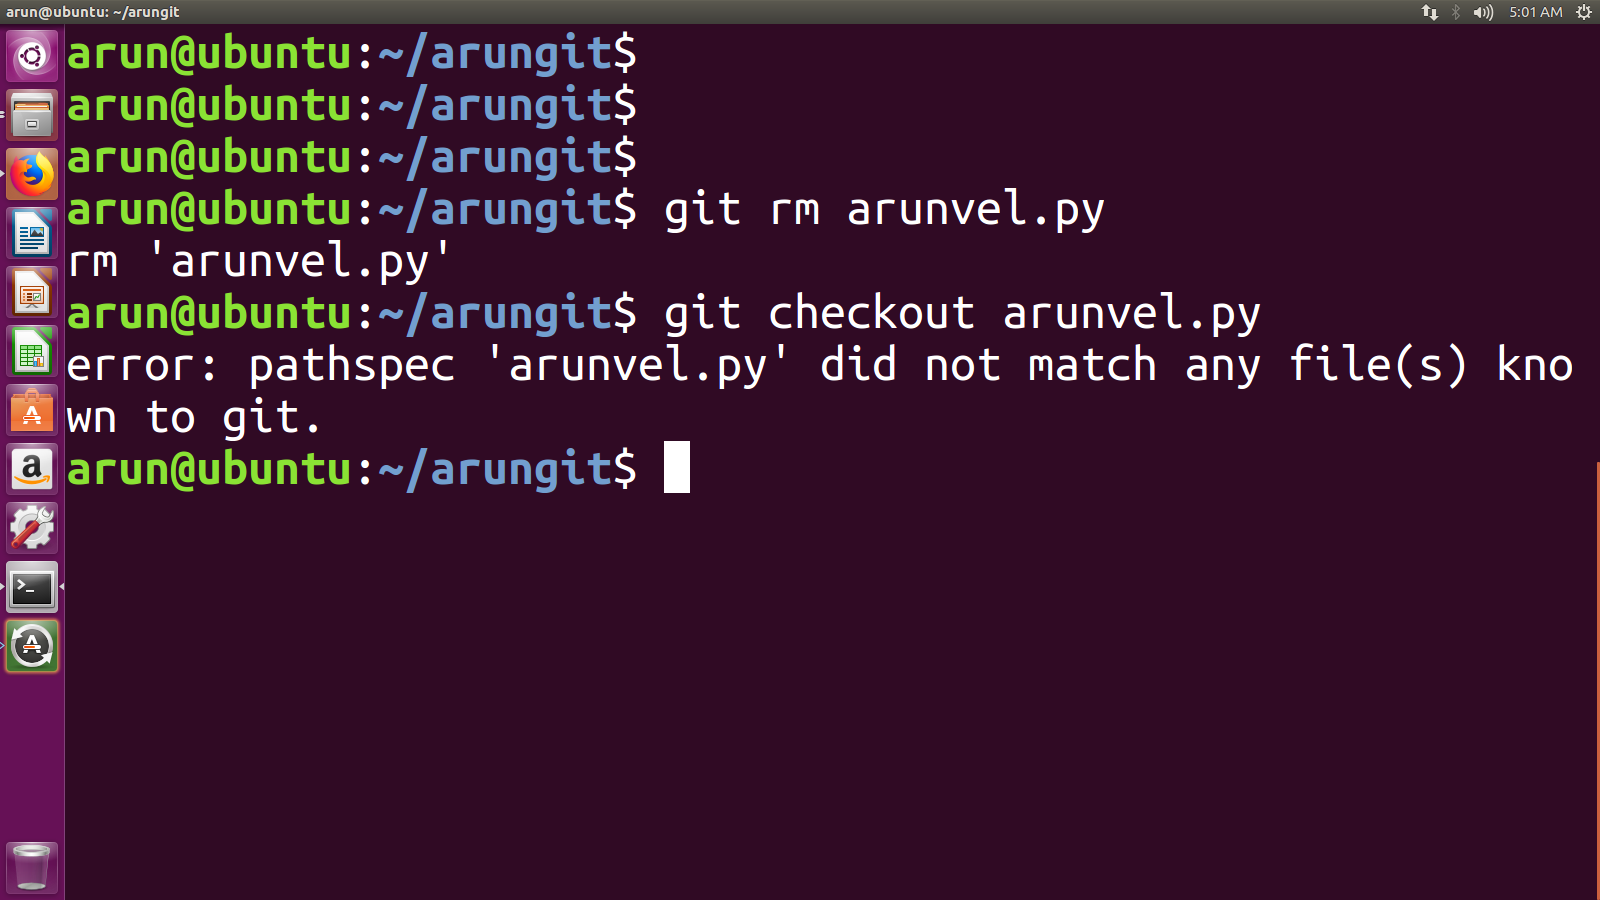 arun@ubuntu: ~/arungit
5:01 AM
arun@ubuntu:~/arungit$
arun@ubuntu:~/arungit$
arun@ubuntu:~/arungit$
arun@ubuntu:~/arungit$ git rm arunvel.py
rm 'arunvel.py'
arun@ubuntu:~/arungit$ git checkout arunvel.py
error: pathspec 'arunvel.py' did not match any file(s) kno
wn to git.
arun@ubuntu:~/arungit$